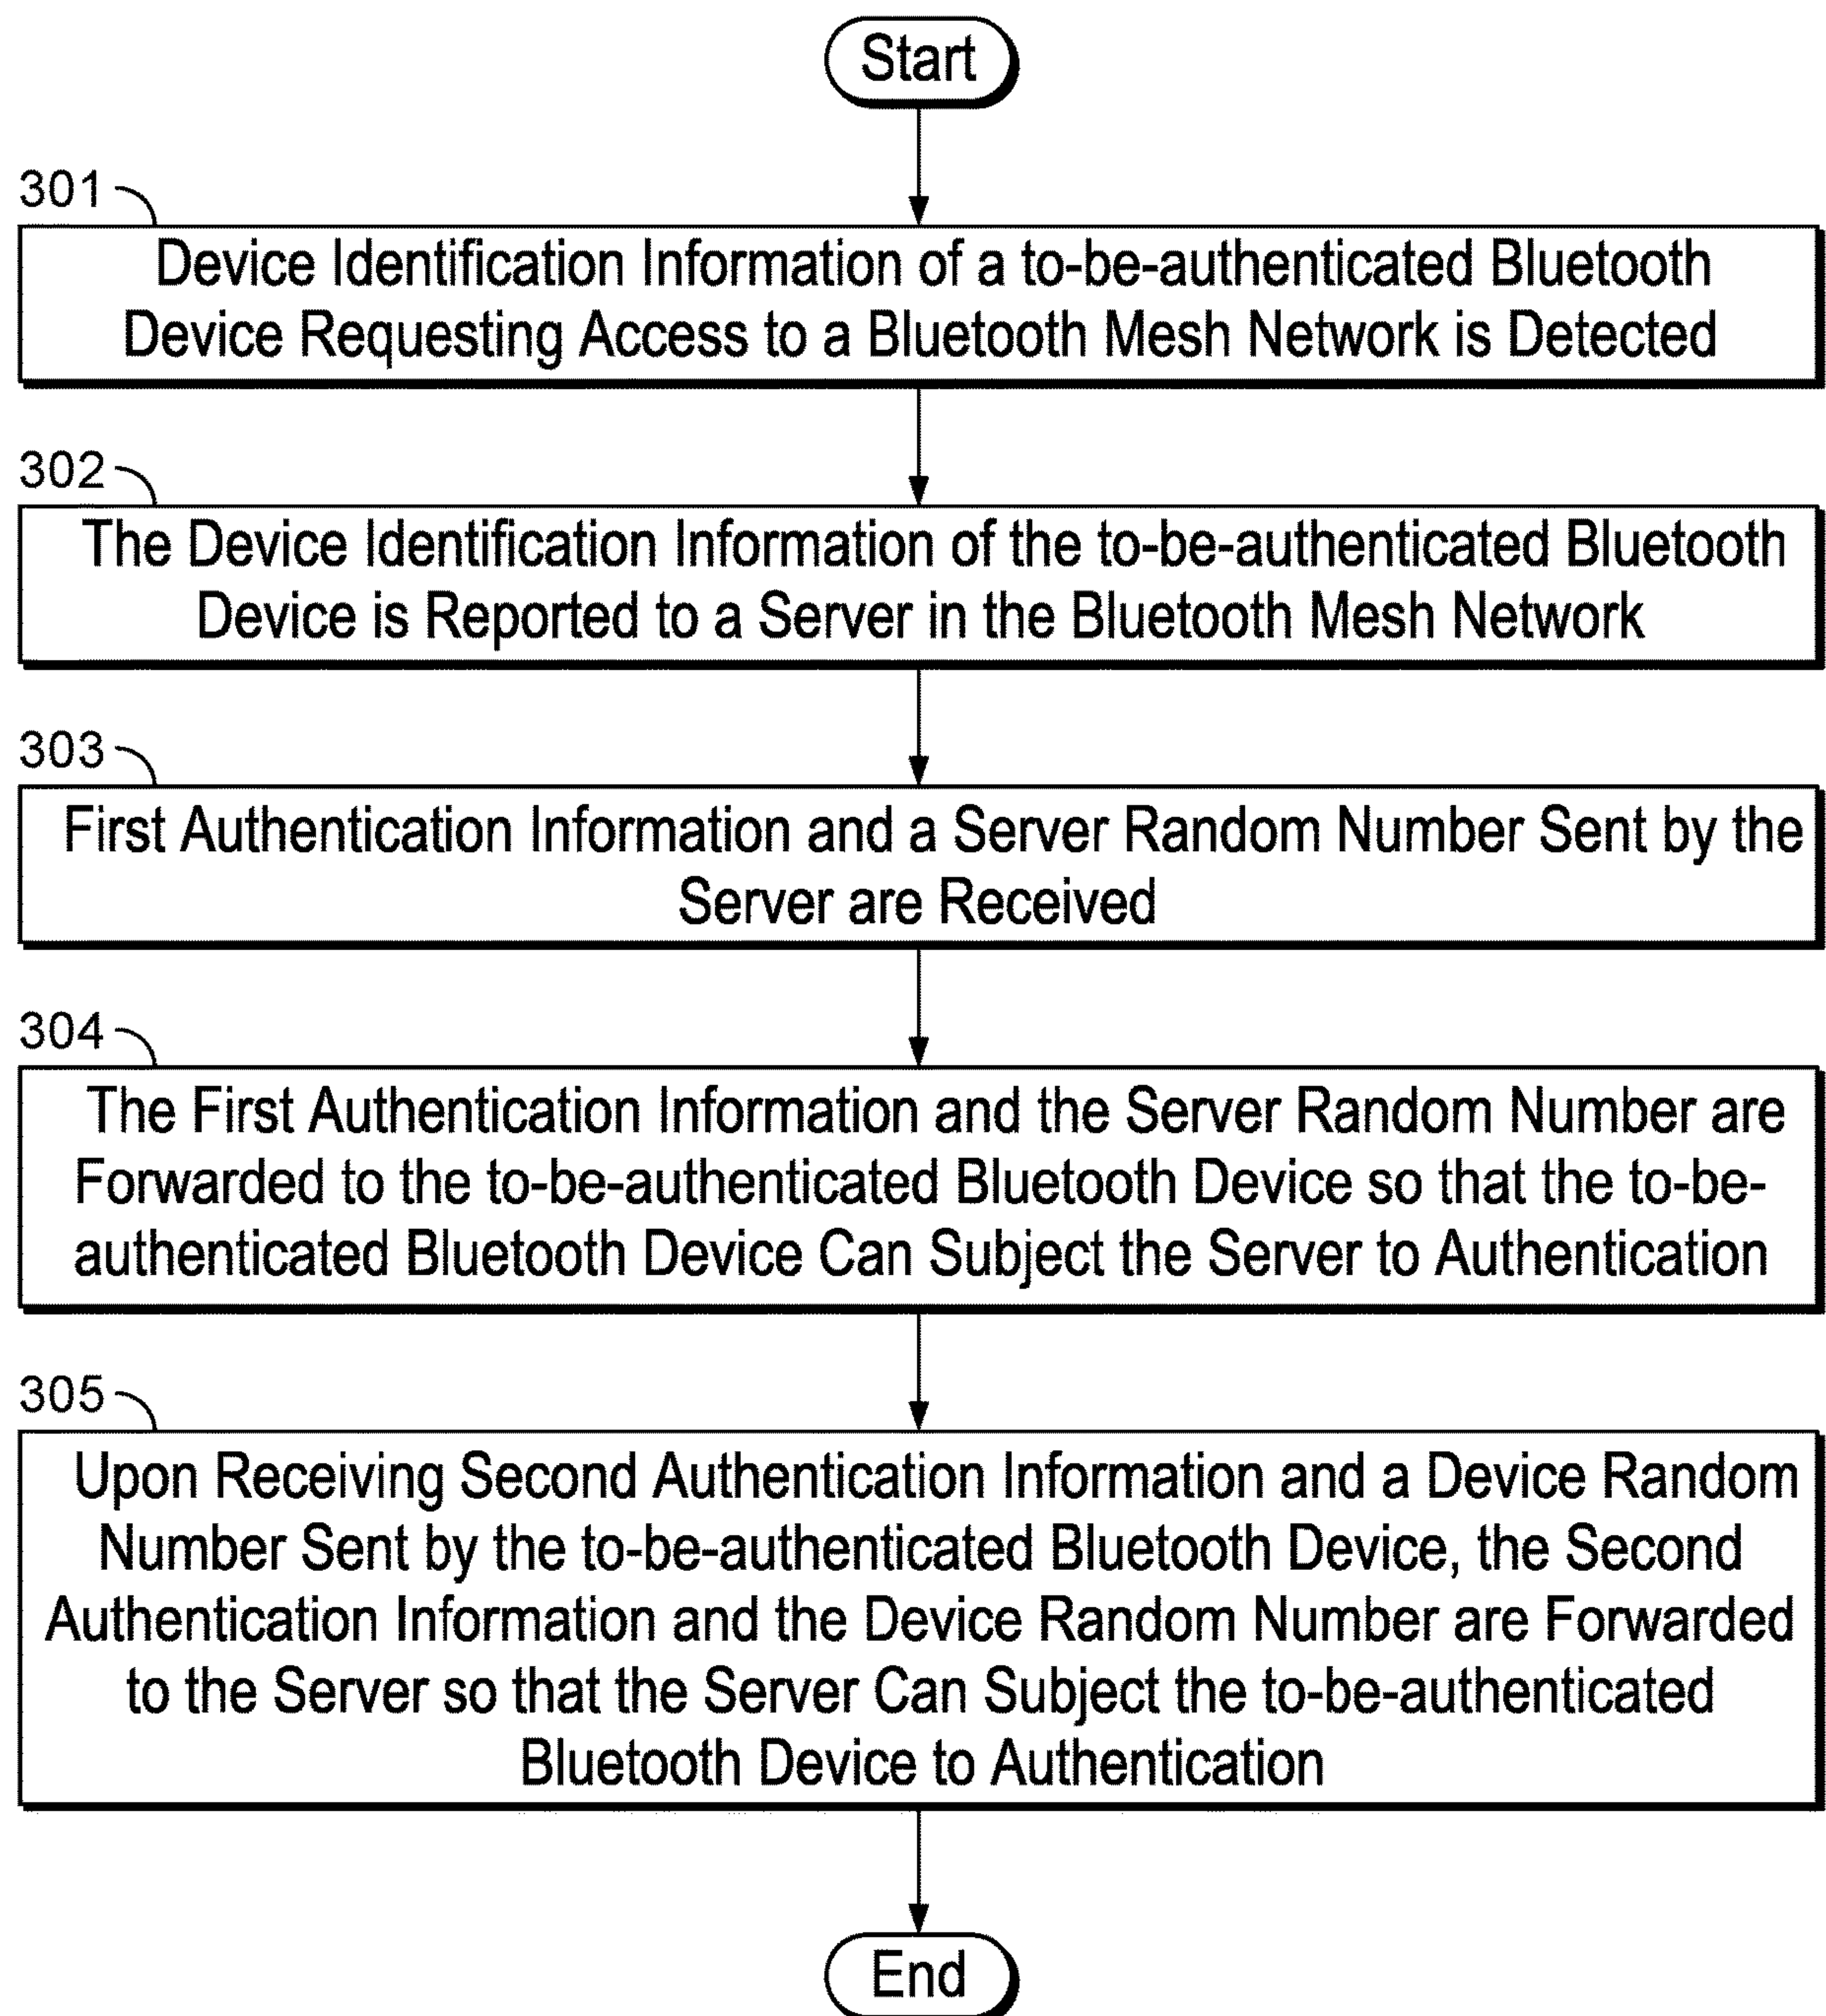 Start
301
Device Identification Information of a to-be-authenticated Bluetooth
Device Requesting Access to a Bluetooth Mesh Network is Detected
302
The Device Identification Information of the to-be-authenticated Bluetooth
Device is Reported to a Server in the Bluetooth Mesh Network
303
First Authentication Information and a Server Random Number Sent by the
Server are Received
304
The First Authentication Information and the Server Random Number are
Forwarded to the to-be-authenticated Bluetooth Device so that the to-be-
authenticated Bluetooth Device Can Subject the Server to Authentication
305
Upon Receiving Second Authentication Information and a Device Random
Number Sent by the to-be-authenticated Bluetooth Device, the Second
Authentication Information and the Device Random Number are Forwarded
to the Server so that the Server Can Subject the to-be-authenticated
Bluetooth Device to Authentication
End